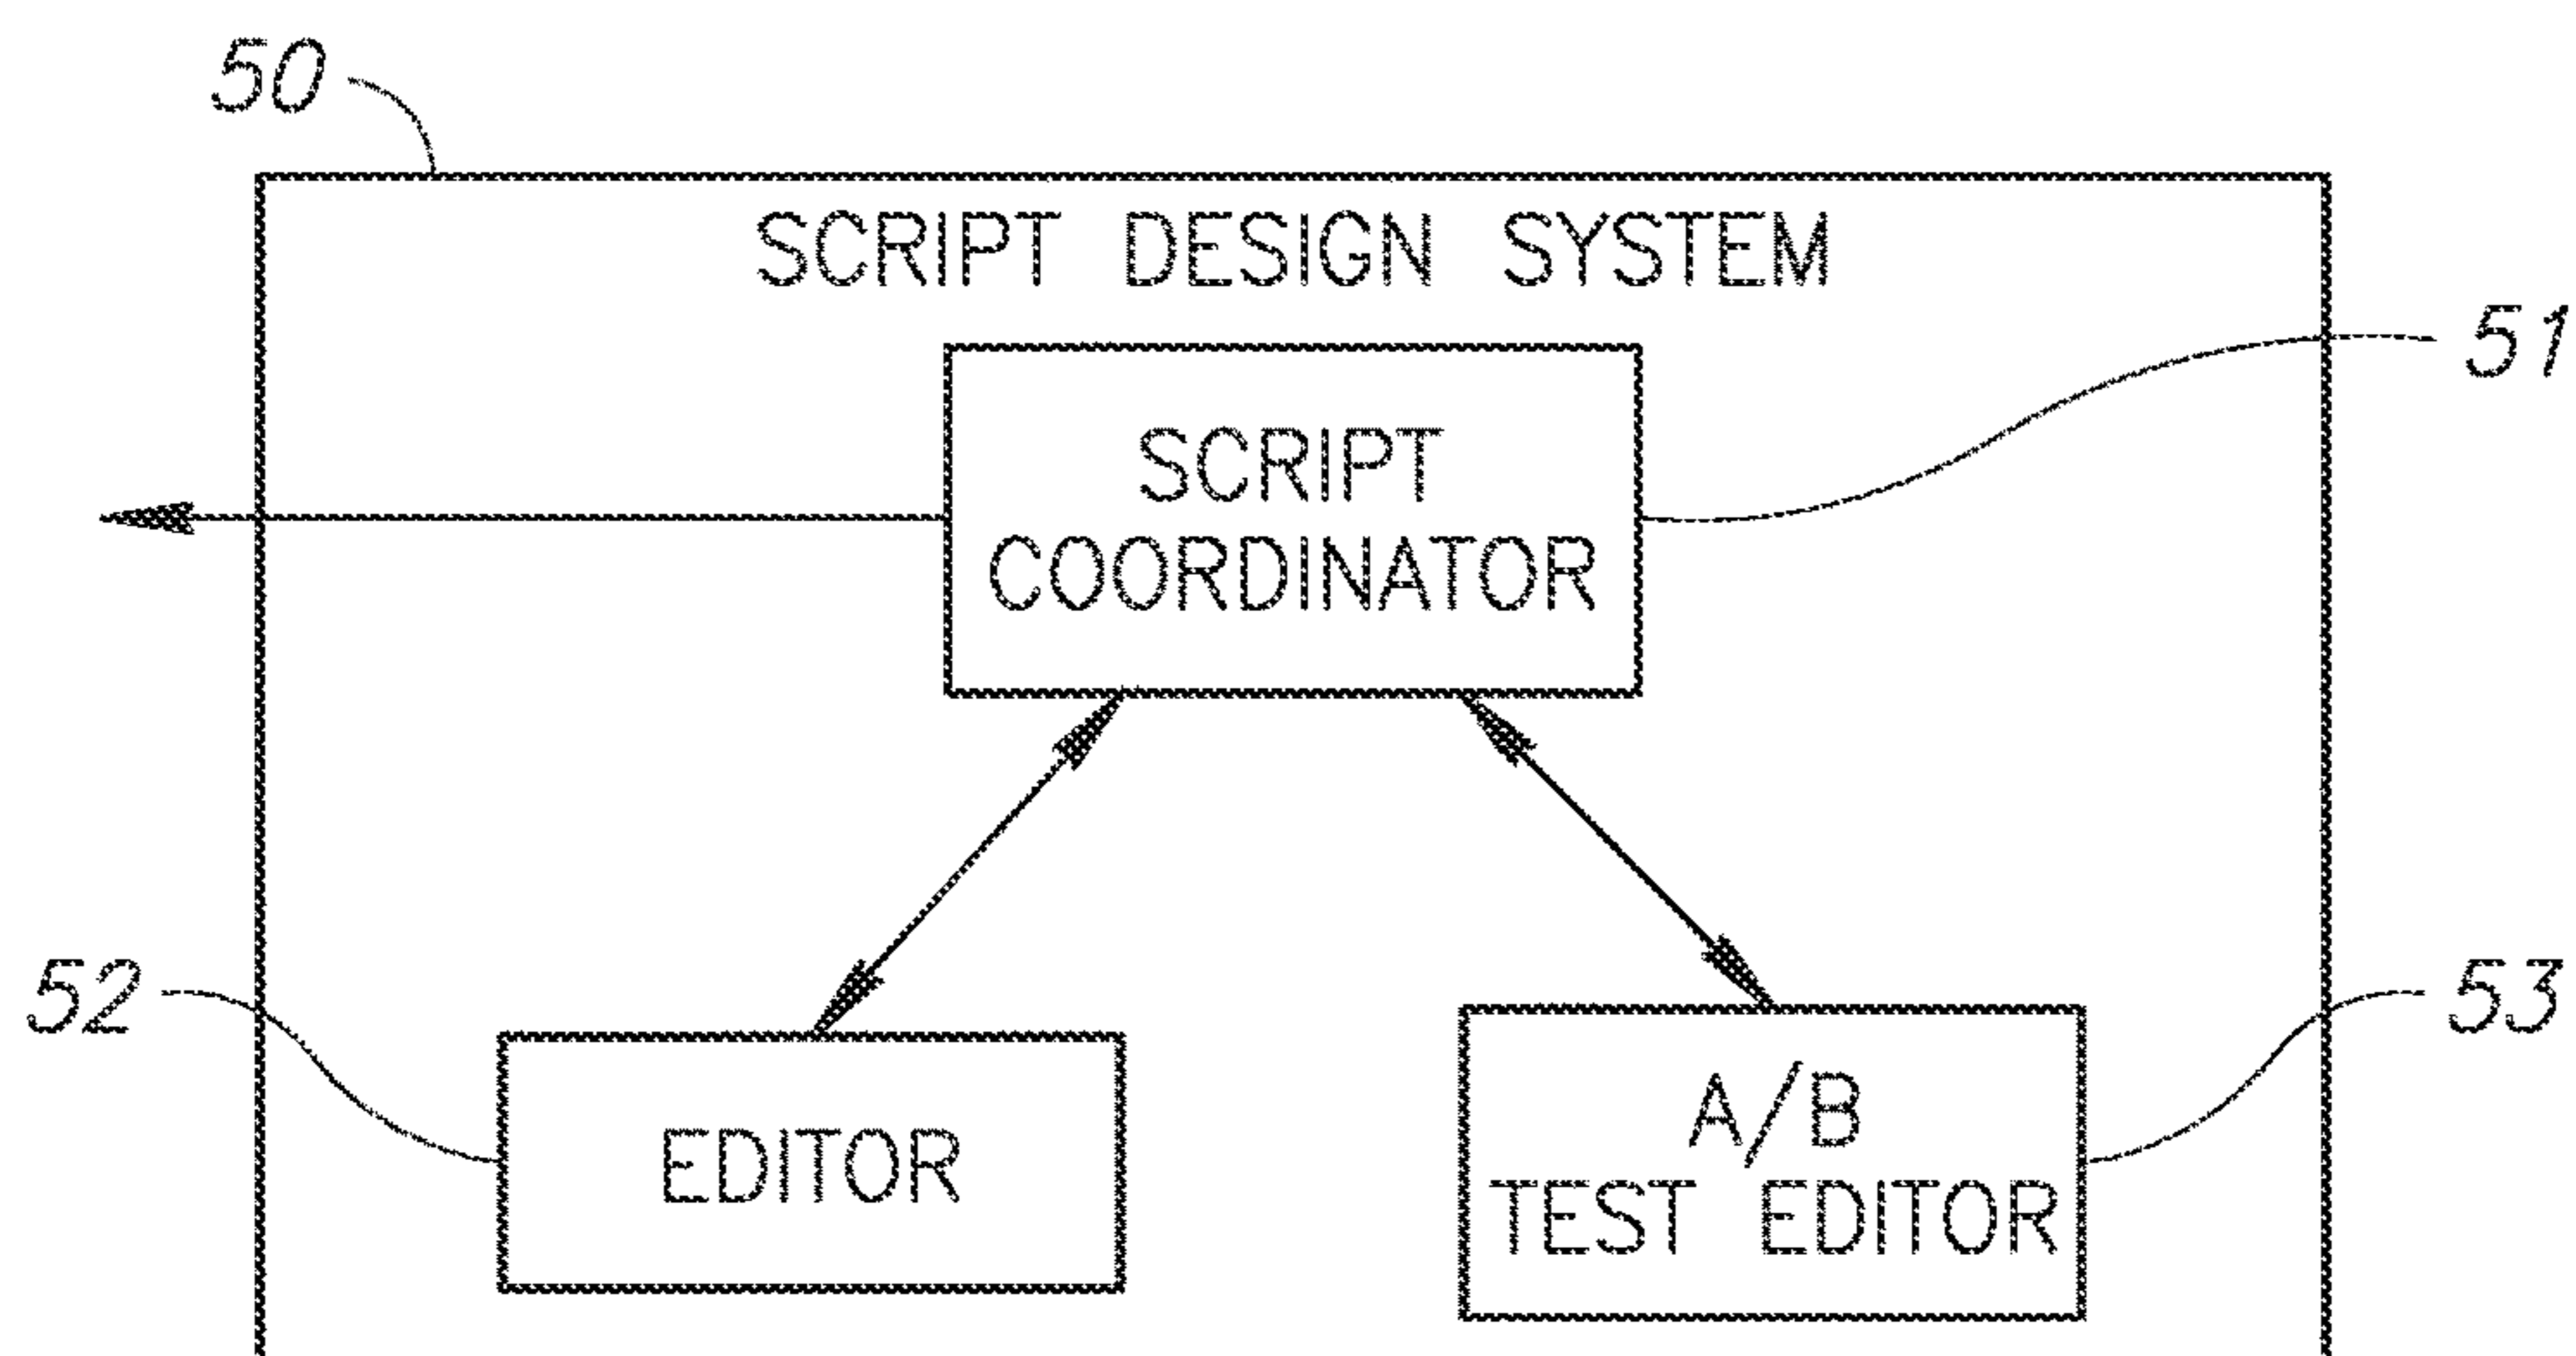 50
SCRIPT DESIGN SYSTEM
51
SCRIPT
COORDINATOR
52
53
EDITOR
A/B
TEST EDITOR